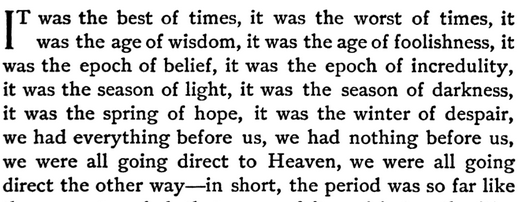 IT was the best of times, it was the worst of times, it
was the age of wisdom, it was the age of foolishness, it
was the epoch of belief, it was the epoch of incredulity,
it was the season of light, it was the season of darkness,
it was the spring of hope, it was the winter of despair,
we had everything before us, we had nothing before us,
we were all going direct to Heaven, we were all going
direct the other way—in short, the period was so far like